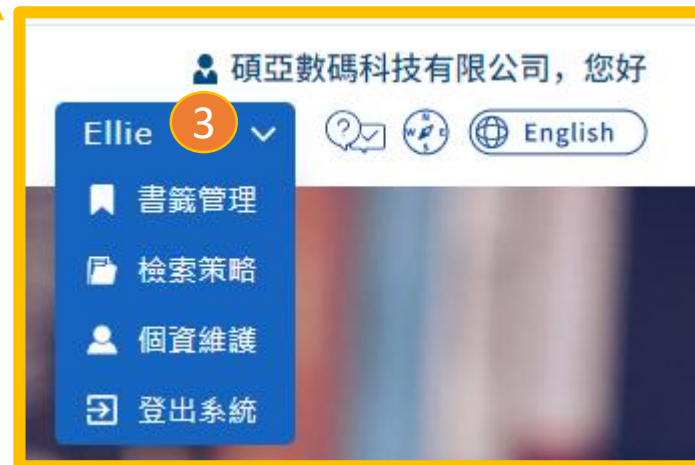 碩亞數碼科技有限公司，您好
Ellie 3 English
書籤管理
檢索策略
個資維護
登出系統